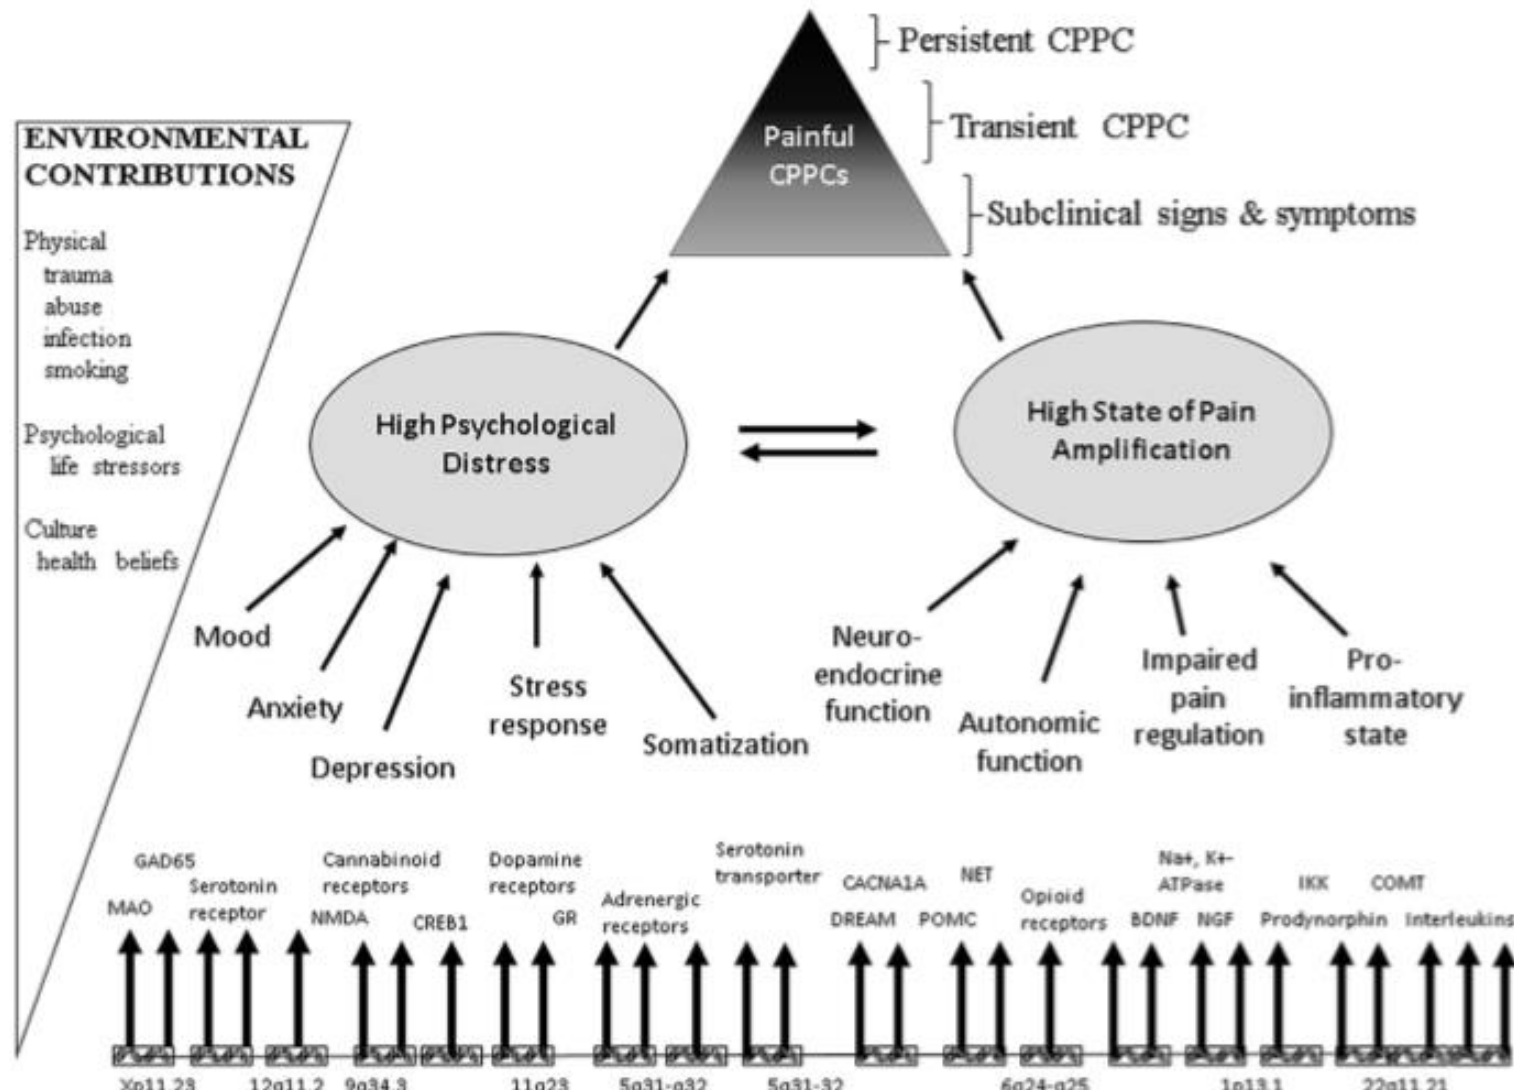 Persistent CPPC
Transient CPPC
Subclinical signs & symptoms
Painful
CPPCs
ENVIRONMENTAL
CONTRIBUTIONS
Physical
trauma
abuse
infection
smoking
Psychological
life stressors
Culture
health beliefs
High Psychological
Distress
High State of Pain
Amplification
Mood
Anxiety
Depression
Stress
response
Somatization
Neuro-
endocrine
function
Autonomic
function
Impaired
pain
regulation
Pro-
inflammatory
state
MAO
GAD65
Serotonin
receptor
NMDA
Cannabinoid
receptors
CREB1
Dopamine
receptors
GR
Adrenergic
receptors
Serotonin
transporter
CACNA1A
DREAM
POMC
NET
Opioid
receptors
BDNF
Na+, K+-
ATPase
NGF
IKK
Prodynorphin
COMT
Interleukins
Xp11.23
12q11.2
9q34.3
11q23
5q31-q32
5q31-32
6q24-q25
1p13.1
22q11.21